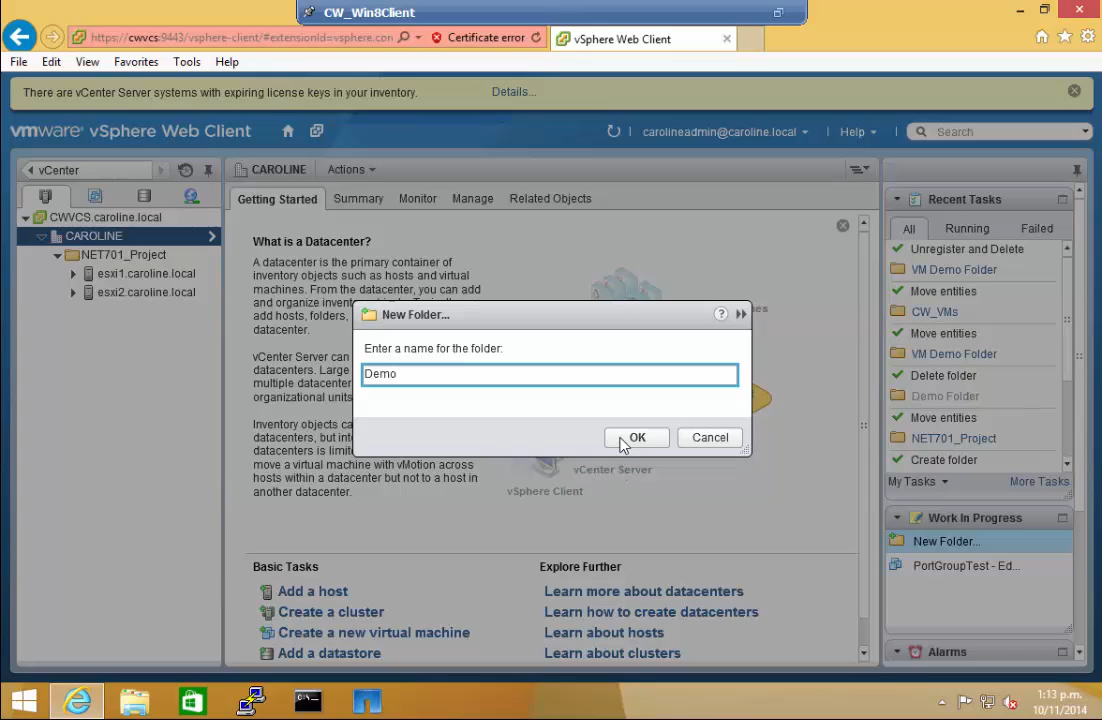 CW_Win8Client
https://cwvcs:9443/vsphere-client/#extensionId=vsphere.con
Certificate error
vSphere Web Client
File Edit View Favorites Tools Help
There are vCenter Server systems with expiring license keys in your inventory. Details...
vmware® vSphere Web Client
carolineadmin@caroline.local
Help
Search
vCenter
CWVCS.caroline.local
CAROLINE
NET701_Project
esxi1.caroline.local
esxi2.caroline.local
CAROLINE Actions
Getting Started Summary Monitor Manage Related Objects
What is a Datacenter?
A datacenter is the primary container of
inventory objects such as hosts and virtual
machines. From the datacenter, you can add
and organize
add hosts, folders,
datacenter.
vCenter Server can
datacenters. Large
multiple datacenter
organizational units
Inventory objects ca
datacenters, but int
datacenters is limit
move a virtual machine with vMotion across
hosts within a datacenter but not to a host in
another datacenter.
vCenter Server
vSphere Client
New Folder...
Enter a name for the folder:
Demo
OK Cancel
Basic Tasks
Add a host
Create a cluster
Create a new virtual machine
Add a datastore
Explore Further
Learn more about datacenters
Learn how to create datacenters
Learn about hosts
Learn about clusters
Recent Tasks
All Running Failed
Unregister and Delete
VM Demo Folder
Move entities
CW_VMs
Move entities
VM Demo Folder
Delete folder
Demo Folder
Move entities
NET701_Project
Create folder
My Tasks More Tasks
Work In Progress
New Folder...
PortGroupTest - Ed...
Alarms
1:13 p.m.
10/11/2014